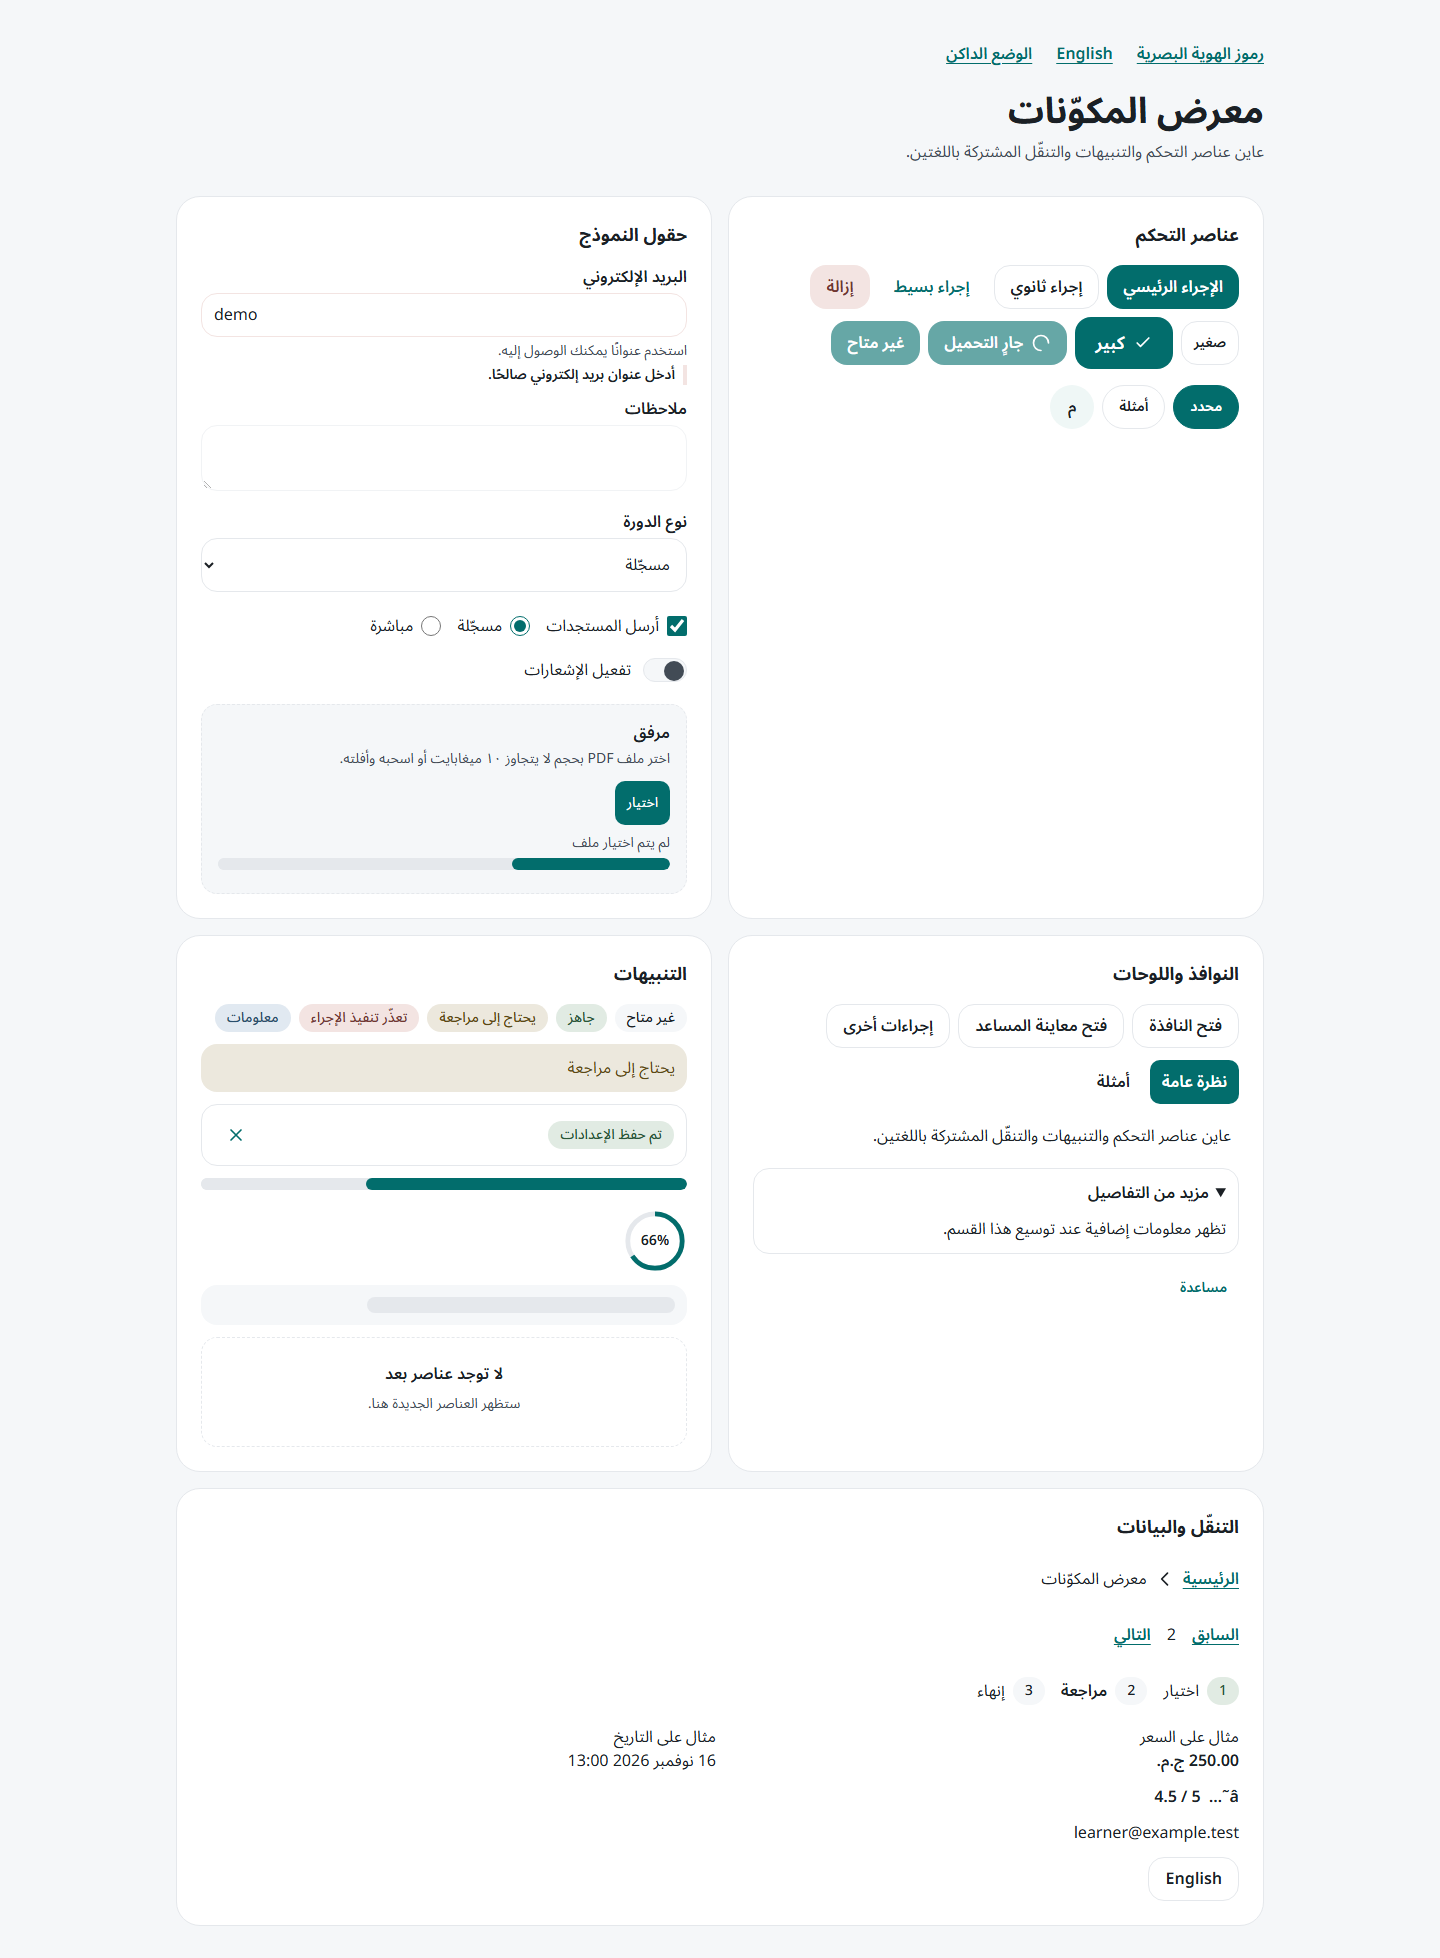 رموز الهوية البصرية English الوضع الداكن
معرض المكوّنات
عاين عناصر التحكم والتنبيهات والتنقّل المشتركة باللغتين.
عناصر التحكم
الإجراء الرئيسي إجراء ثانوي إجراء بسيط إزالة
صغير كبير جارٍ التحميل غير متاح
محدد أمثلة م
حقول النموذج
البريد الإلكتروني
demo
استخدم عنوانًا يمكنك الوصول إليه.
أدخل عنوان بريد إلكتروني صالحًا.
ملاحظات
نوع الدورة
مسجّلة
أرسل المستجدات مسجّلة مباشرة
تفعيل الإشعارات
مرفق
اختر ملف PDF بحجم لا يتجاوز ١٠ ميغابايت أو اسحبه وأفلته.
اختيار
لم يتم اختيار ملف
النوافذ واللوحات
فتح النافذة فتح معاينة المساعد إجراءات أخرى
نظرة عامة أمثلة
عاين عناصر التحكم والتنبيهات والتنقّل المشتركة باللغتين.
مزيد من التفاصيل
تظهر معلومات إضافية عند توسيع هذا القسم.
مساعدة
التنبيهات
غير متاح جاهز يحتاج إلى مراجعة تعذّر تنفيذ الإجراء معلومات
يحتاج إلى مراجعة
تم حفظ الإعدادات
66%
لا توجد عناصر بعد
ستظهر العناصر الجديدة هنا.
التنقّل والبيانات
الرئيسية معرض المكوّنات
السابق 2 التالي
1 اختيار 2 مراجعة 3 إنهاء
مثال على السعر
250.00 ج.م.
مثال على التاريخ
16 نوفمبر 2026 13:00
4.5 / 5 …˜â
learner@example.test
English